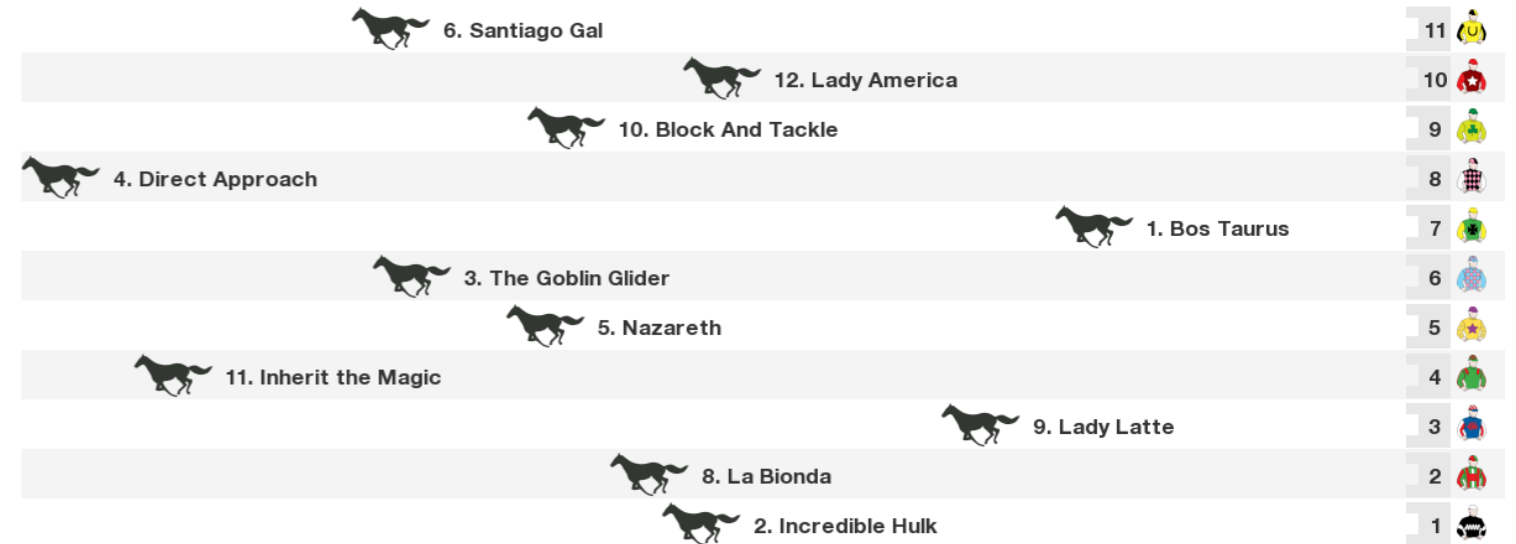 6. Santiago Gal 11
12. Lady America 10
10. Block And Tackle 9
4. Direct Approach 8
1. Bos Taurus 7
3. The Goblin Glider 6
5. Nazareth 5
11. Inherit the Magic 4
9. Lady Latte 3
8. La Bionda 2
2. Incredible Hulk 1